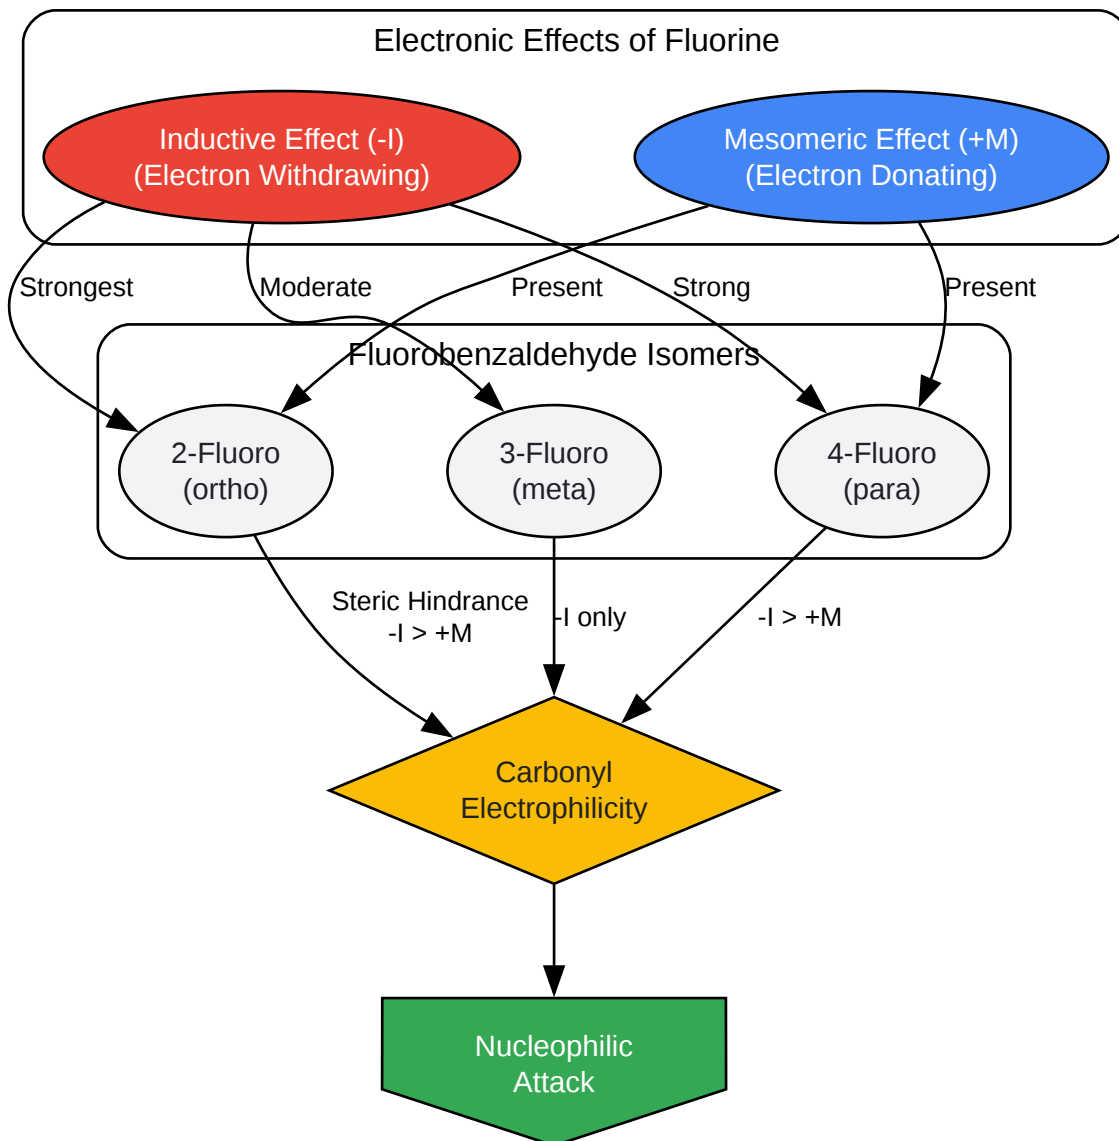 Electronic Effects of Fluorine
Inductive Effect (-I)
(Electron Withdrawing)
Mesomeric Effect (+M)
(Electron Donating)
Strongest
Moderate
Present
Strong
Present
Fluorobenzaldehyde Isomers
2-Fluoro
(ortho)
3-Fluoro
(meta)
4-Fluoro
(para)
Steric Hindrance
-I > +M
-I only
-I > +M
Carbonyl
Electrophilicity
Nucleophilic
Attack